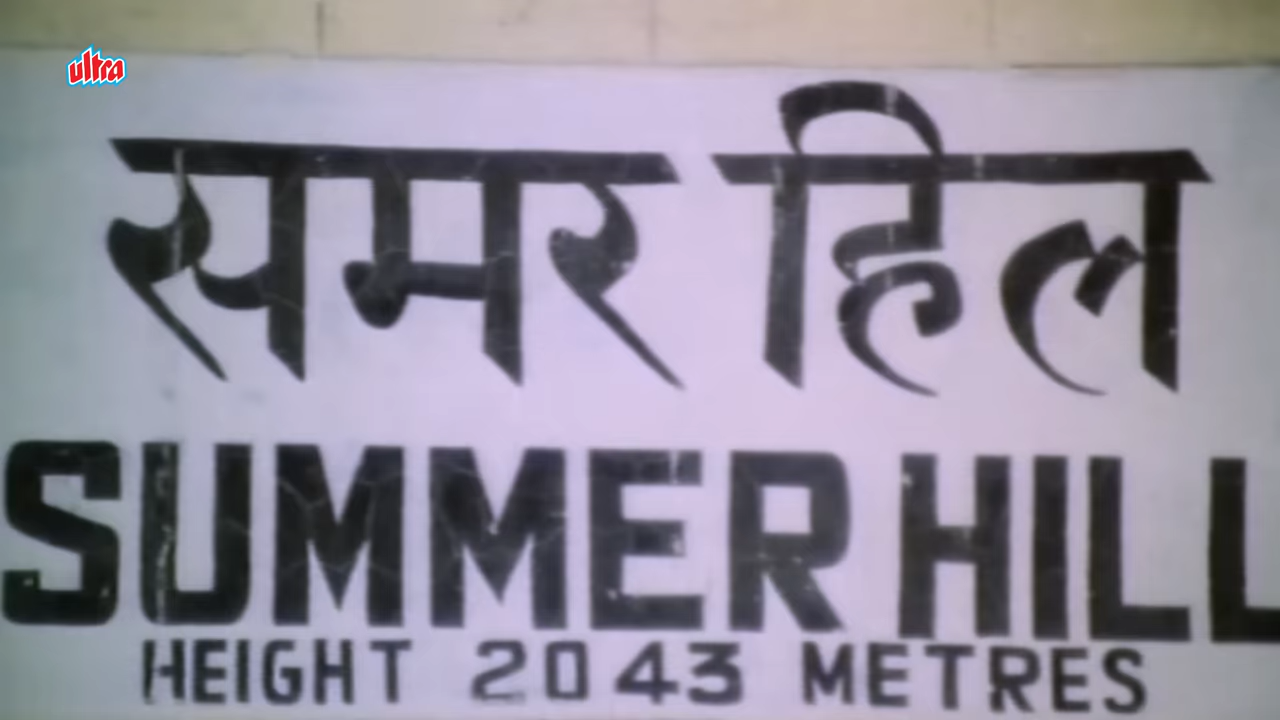 ultra
समर हिल
SUMMER HILL
HEIGHT 2043 METRES